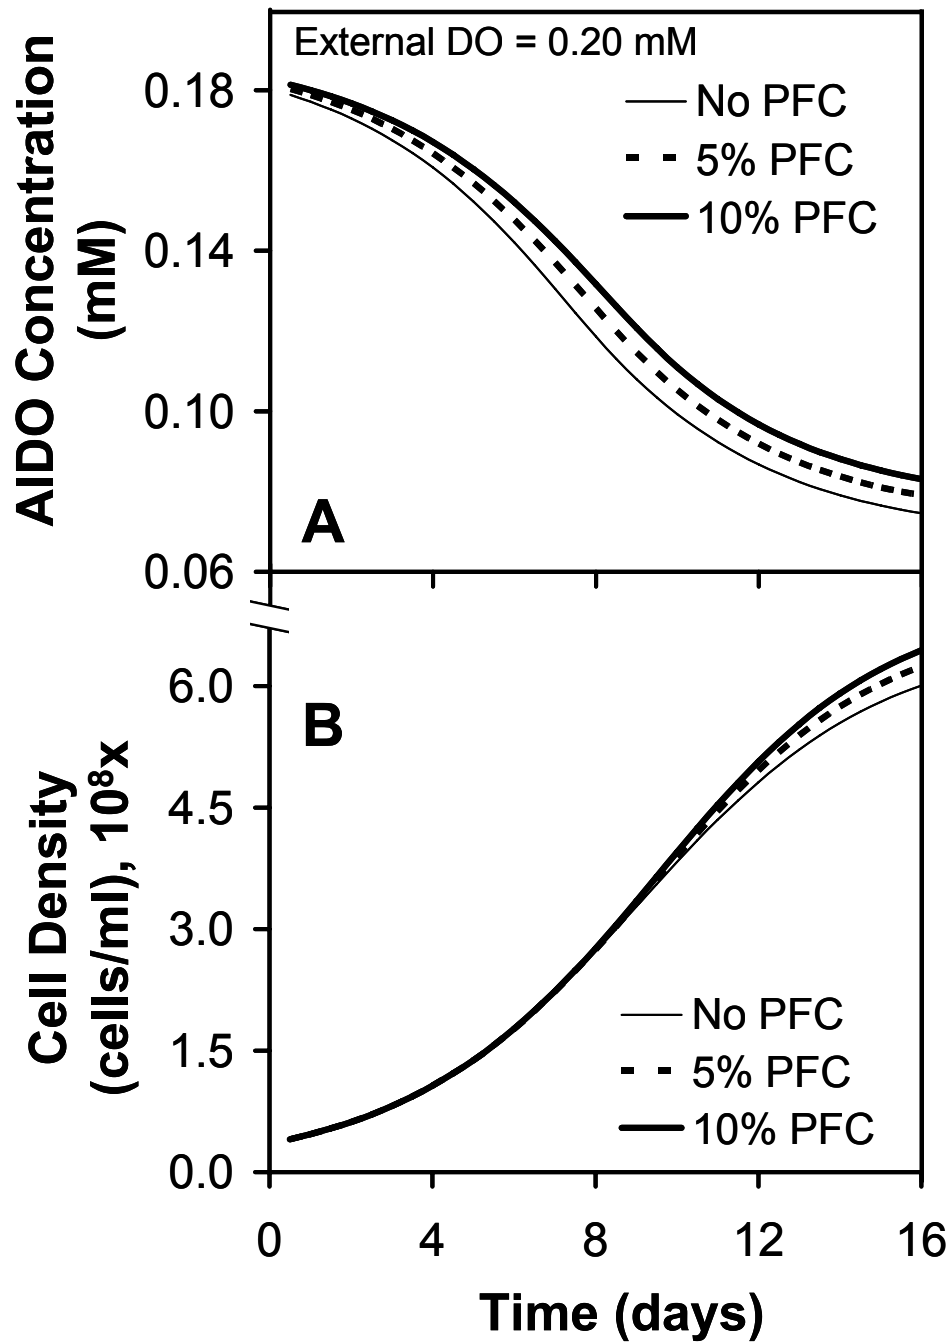 External DO = 0.20 mM
No PFC
5% PFC
10% PFC
AIDO Concentration
(mM)
0.18
0.14
0.10
0.06
A
B
Cell Density
(cells/ml), 10⁸x
6.0
4.5
3.0
1.5
0.0
No PFC
5% PFC
10% PFC
0 4 8 12 16
Time (days)